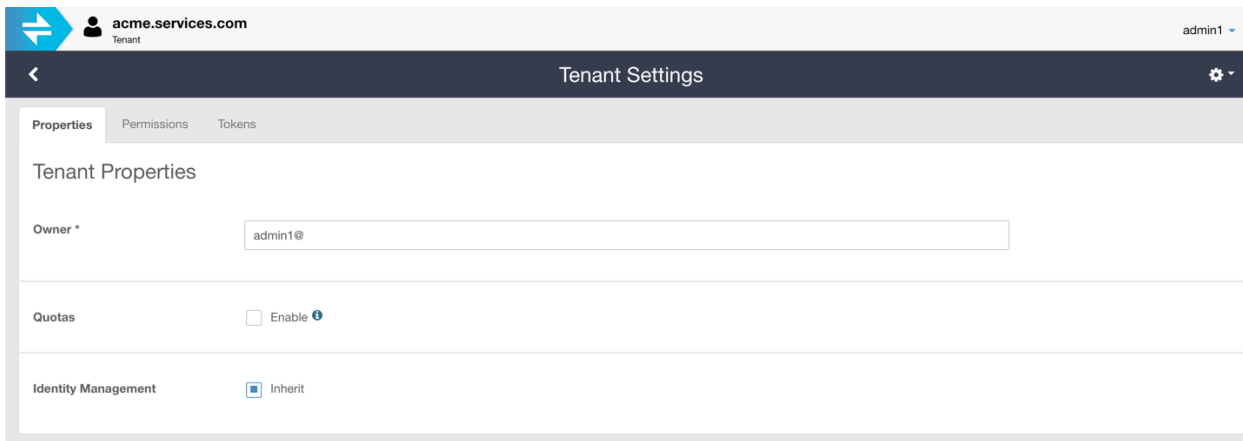 acme.services.com
Tenant
admin1
Tenant Settings
Properties Permissions Tokens
Tenant Properties
Owner * admin1@
Quotas Enable
Identity Management Inherit